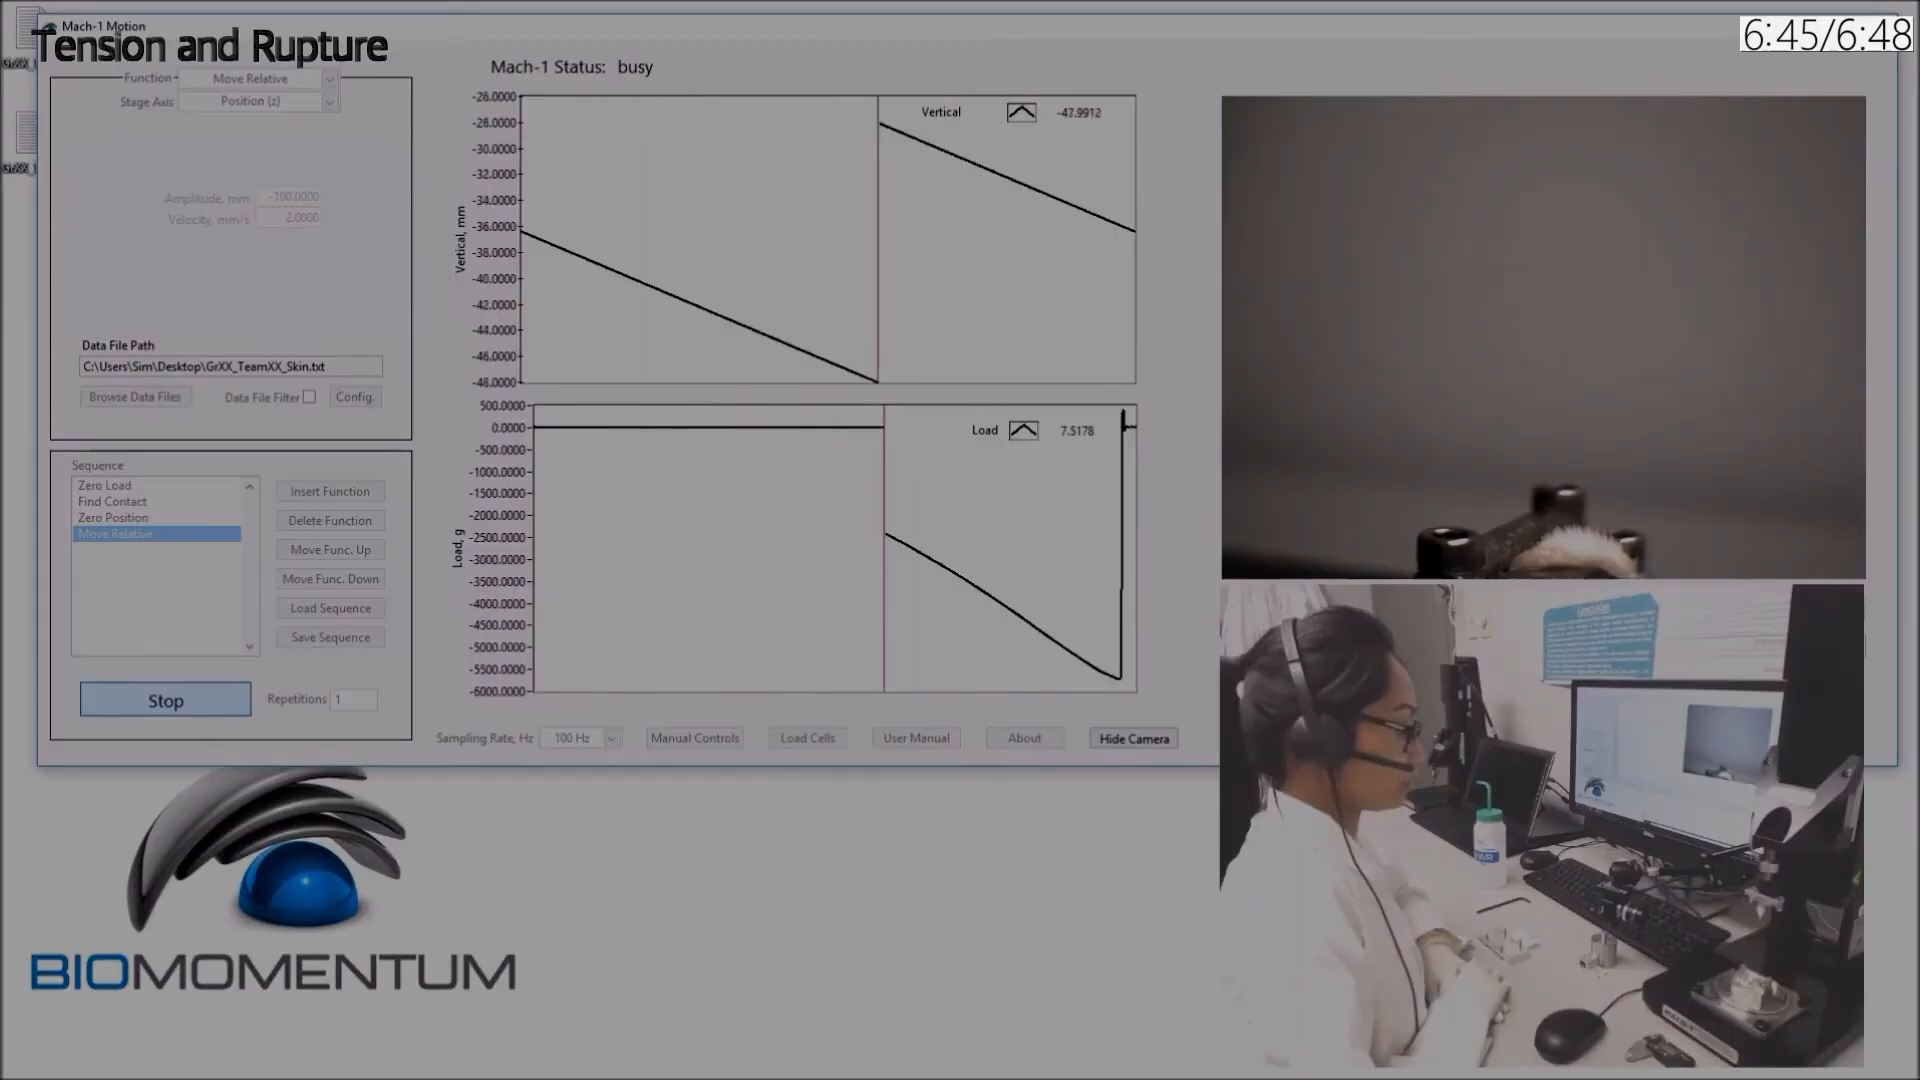 Mach-1 Motion
Tension and Rupture
6:45/6:48
Function
Move Relative
Stage Axis
Position (z)
Amplitude, mm
-100.0000
Velocity, mm/s
2.0000
Data File Path
C:\Users\Sim\Desktop\GrXX_TeamXX_Skin.txt
Browse Data Files
Data File Filter
Config.
Sequence
Zero Load
Find Contact
Zero Position
Move Relative
Insert Function
Delete Function
Move Func. Up
Move Func. Down
Load Sequence
Save Sequence
Stop
Repetitions
1
Mach-1 Status: busy
Vertical
-47.9912
Vertical, mm
-26.0000
-28.0000
-30.0000
-32.0000
-34.0000
-36.0000
-38.0000
-40.0000
-42.0000
-44.0000
-46.0000
-48.0000
Load
7.5178
Load, g
500.0000
0.0000
-500.0000
-1000.0000
-1500.0000
-2000.0000
-2500.0000
-3000.0000
-3500.0000
-4000.0000
-4500.0000
-5000.0000
-5500.0000
-6000.0000
Sampling Rate, Hz
100 Hz
Manual Controls
Load Cells
User Manual
About
Hide Camera
BIOMOMENTUM